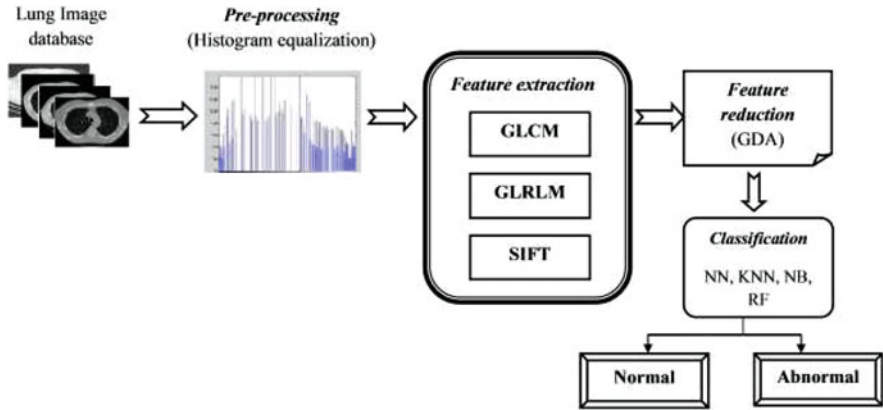 Lung Image
database
Pre-processing
(Histogram equalization)
Feature extraction
GLCM
GLRLM
SIFT
Feature
reduction
(GDA)
Classification
NN, KNN, NB,
RF
Normal
Abnormal